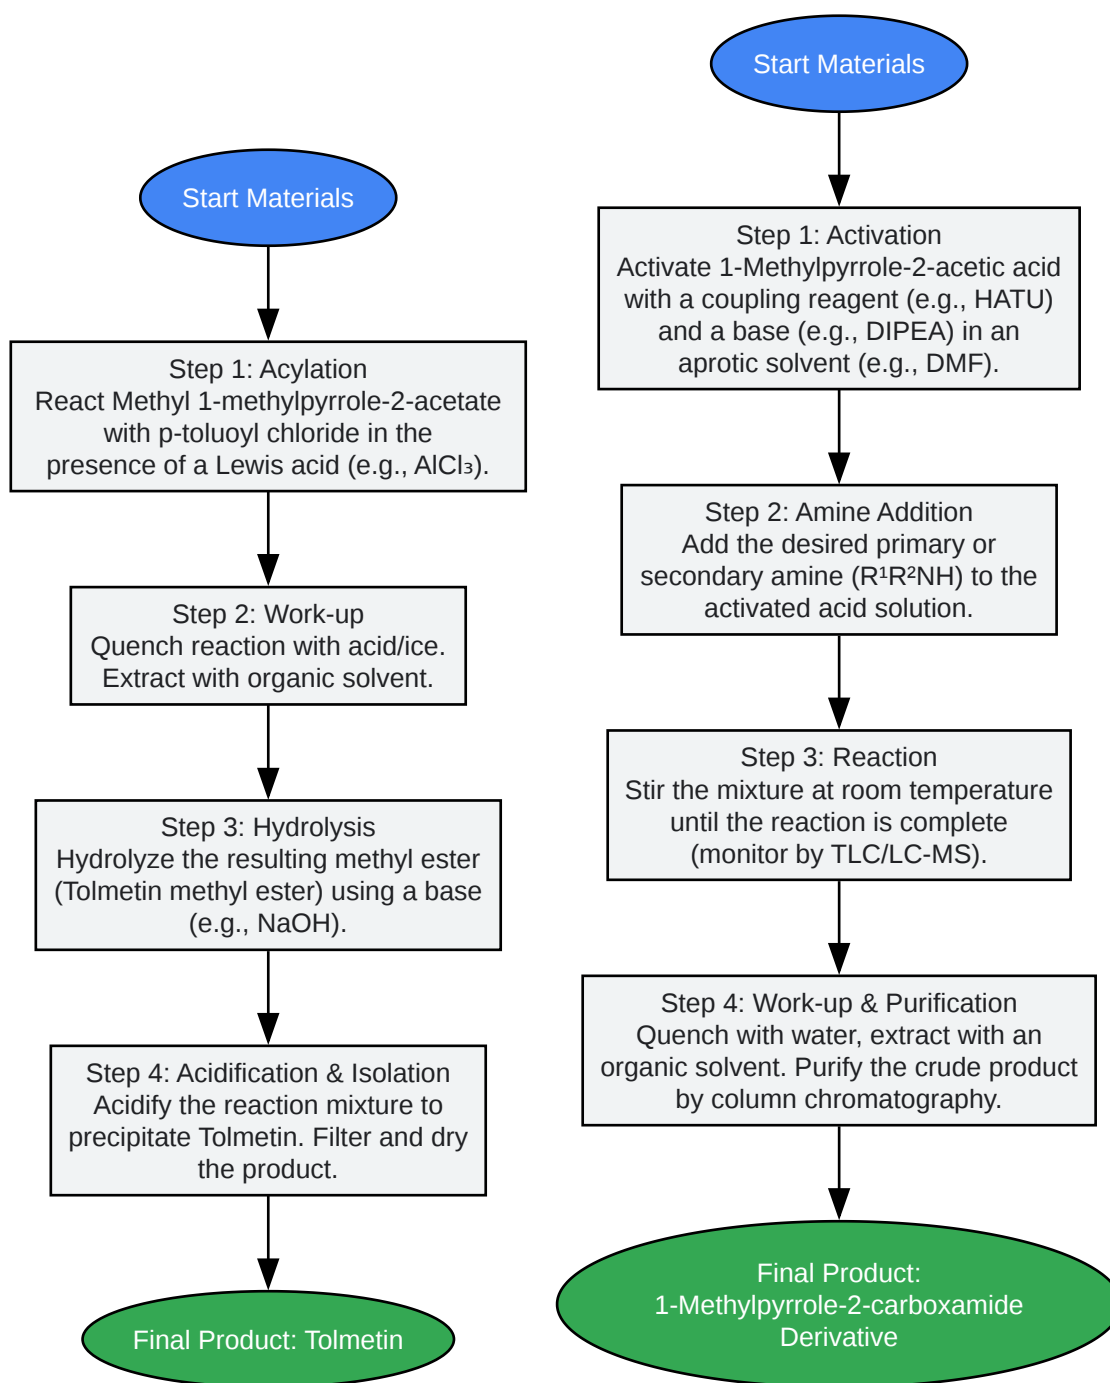 Start Materials
Step 1: Acylation
React Methyl 1-methylpyrrole-2-acetate
with p-toluoyl chloride in the
presence of a Lewis acid (e.g., AlCl₃).
Step 2: Work-up
Quench reaction with acid/ice.
Extract with organic solvent.
Step 3: Hydrolysis
Hydrolyze the resulting methyl ester
(Tolmetin methyl ester) using a base
(e.g., NaOH).
Step 4: Acidification & Isolation
Acidify the reaction mixture to
precipitate Tolmetin. Filter and dry
the product.
Final Product: Tolmetin
Start Materials
Step 1: Activation
Activate 1-Methylpyrrole-2-acetic acid
with a coupling reagent (e.g., HATU)
and a base (e.g., DIPEA) in an
aprotic solvent (e.g., DMF).
Step 2: Amine Addition
Add the desired primary or
secondary amine (R¹R²NH) to the
activated acid solution.
Step 3: Reaction
Stir the mixture at room temperature
until the reaction is complete
(monitor by TLC/LC-MS).
Step 4: Work-up & Purification
Quench with water, extract with an
organic solvent. Purify the crude product
by column chromatography.
Final Product:
1-Methylpyrrole-2-carboxamide
Derivative